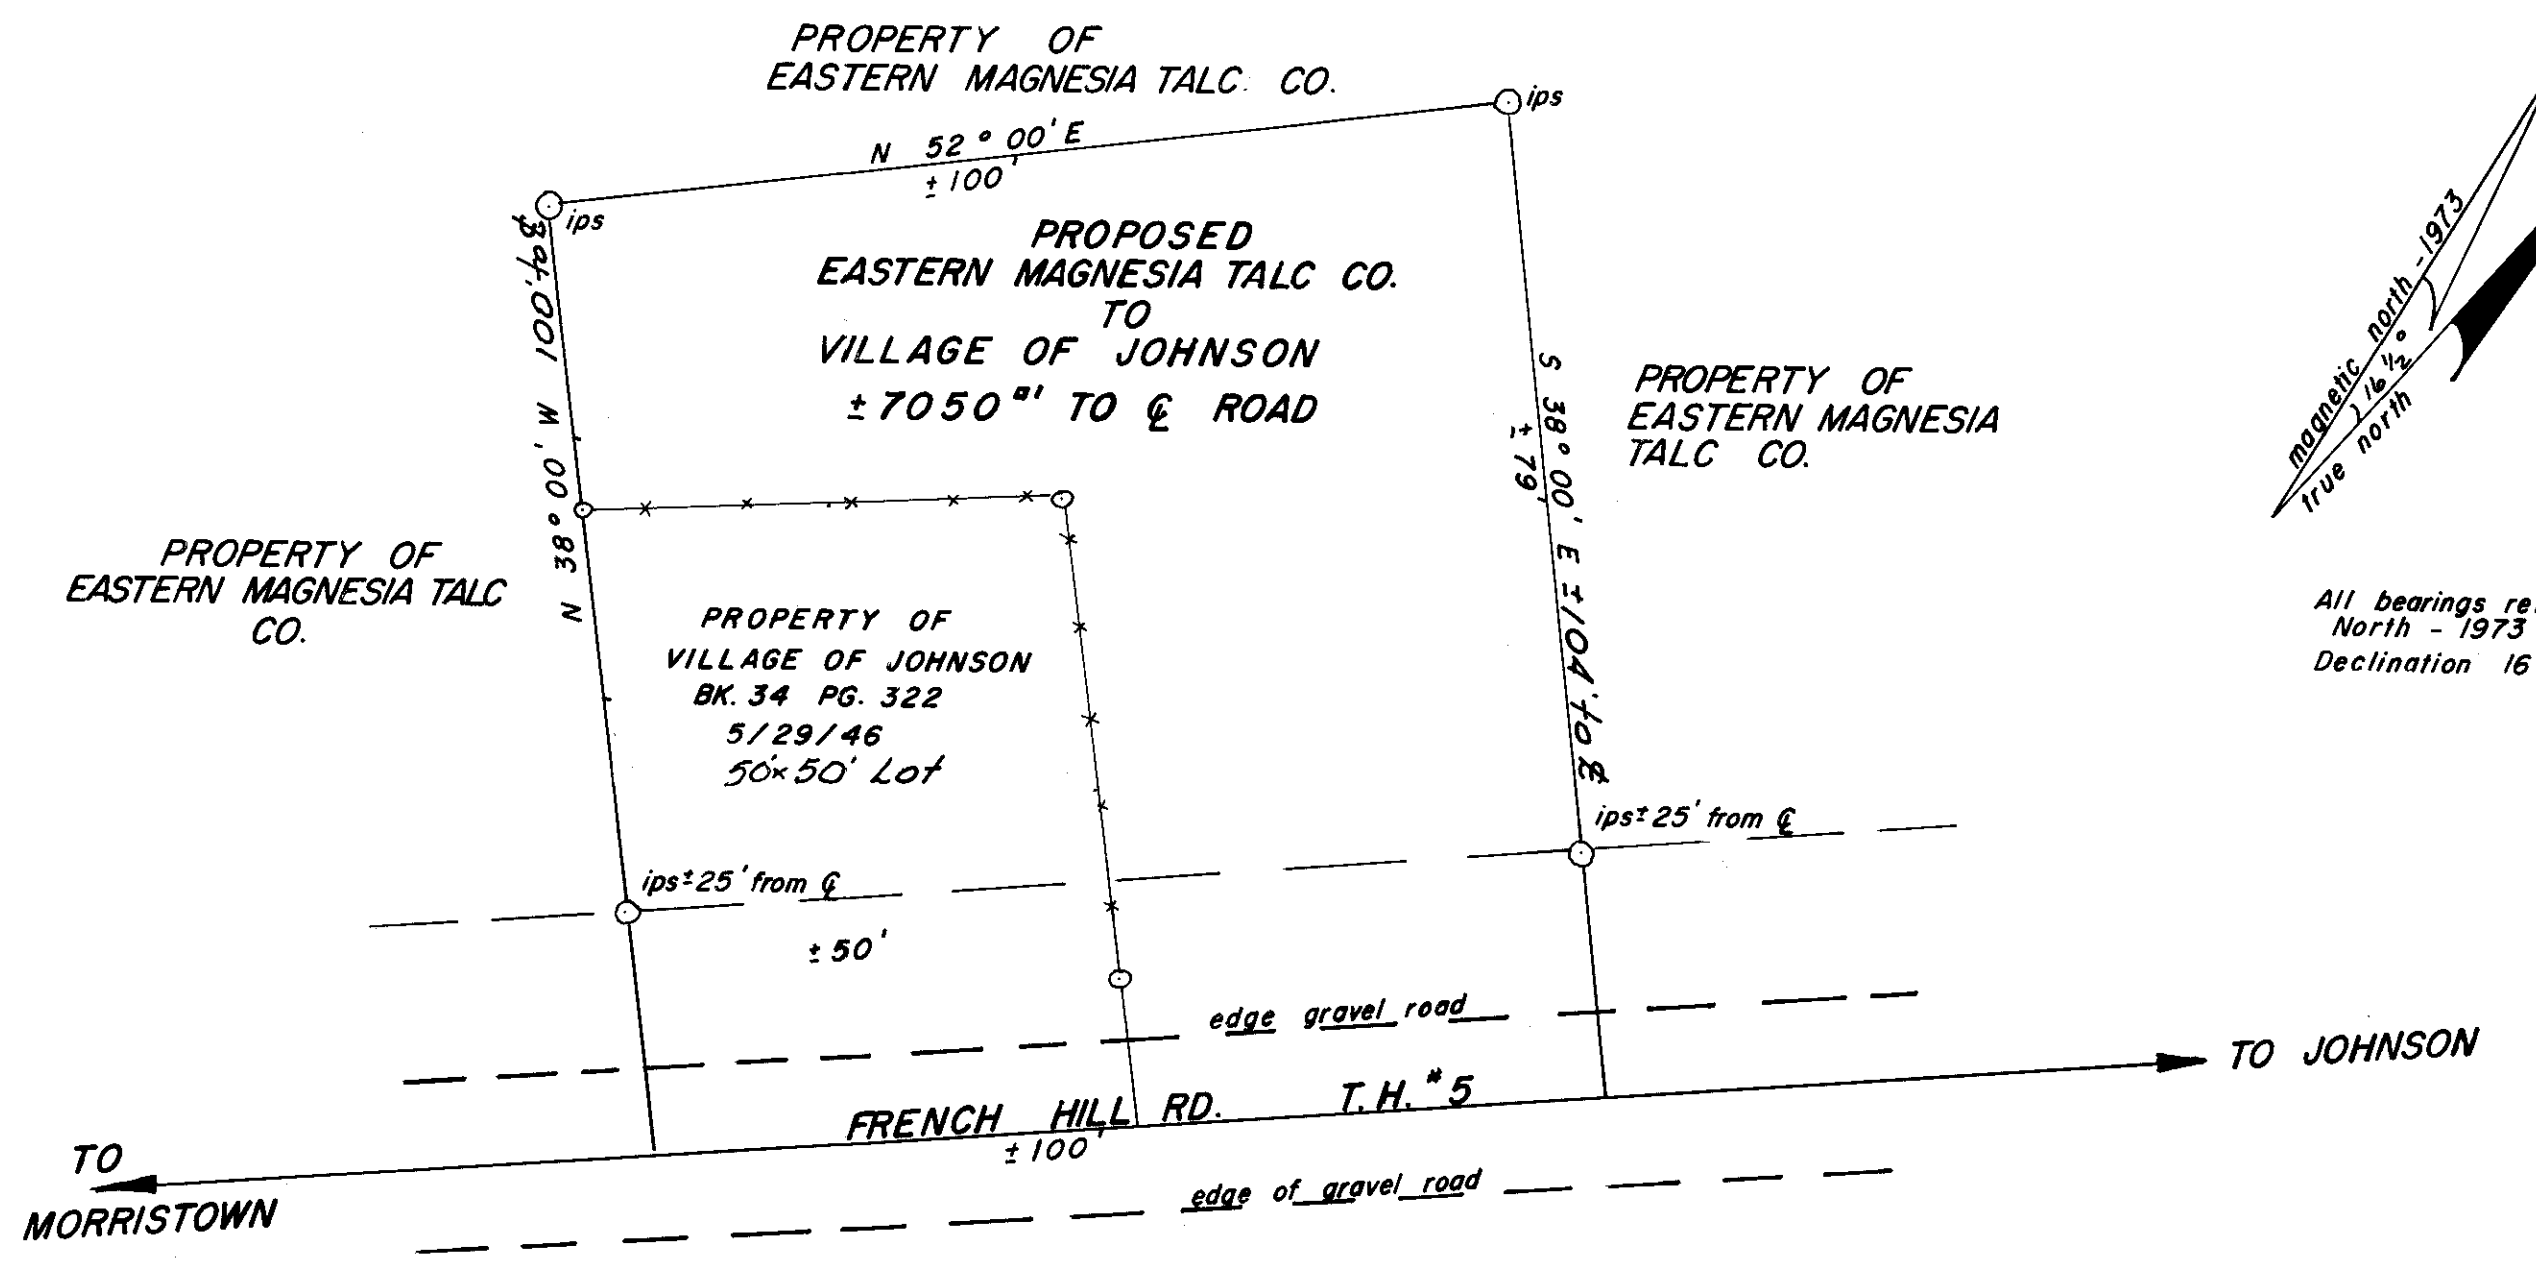 PROPERTY OF
EASTERN MAGNESIA TALC CO.
ips
N 52° 00' E
± 100'
ips
PROPOSED
EASTERN MAGNESIA TALC CO.
TO
VILLAGE OF JOHNSON
± 7050 □' TO ℄ ROAD
N 38° 00' W 100'
S 38° 00' E ± 104' to ℄
± 79'
PROPERTY OF
EASTERN MAGNESIA
TALC CO.
magnetic north - 1973
16 ½°
true north
PROPERTY OF
EASTERN MAGNESIA TALC
CO.
All bearings re
North - 1973
Declination 16
PROPERTY OF
VILLAGE OF JOHNSON
BK. 34 PG. 322
5/29/46
50'x 50' Lot
ips ± 25' from ℄
ips ± 25' from ℄
± 50'
edge gravel road
TO JOHNSON
FRENCH HILL RD. T.H. #5
± 100'
TO
MORRISTOWN
edge of gravel road